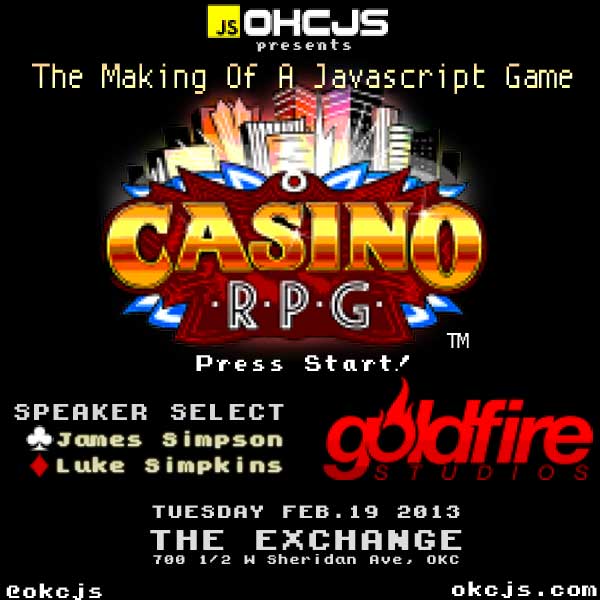 JS OKCJS
presents
The Making Of A Javascript Game
CASINO
·R·P·G·
TM
Press Start!
SPEAKER SELECT
James Simpson
Luke Simpkins
goldfire
STUDIOS
TUESDAY FEB.19 2013
THE EXCHANGE
700 1/2 W Sheridan Ave, OKC
@okcjs
okcjs.com